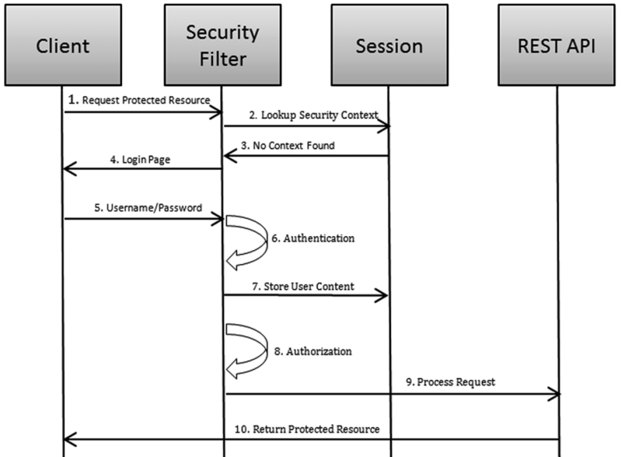 Client
Security
Filter
Session
REST API
1. Request Protected Resource
2. Lookup Security Context
3. No Context Found
4. Login Page
5. Username/Password
6. Authentication
7. Store User Content
8. Authorization
9. Process Request
10. Return Protected Resource